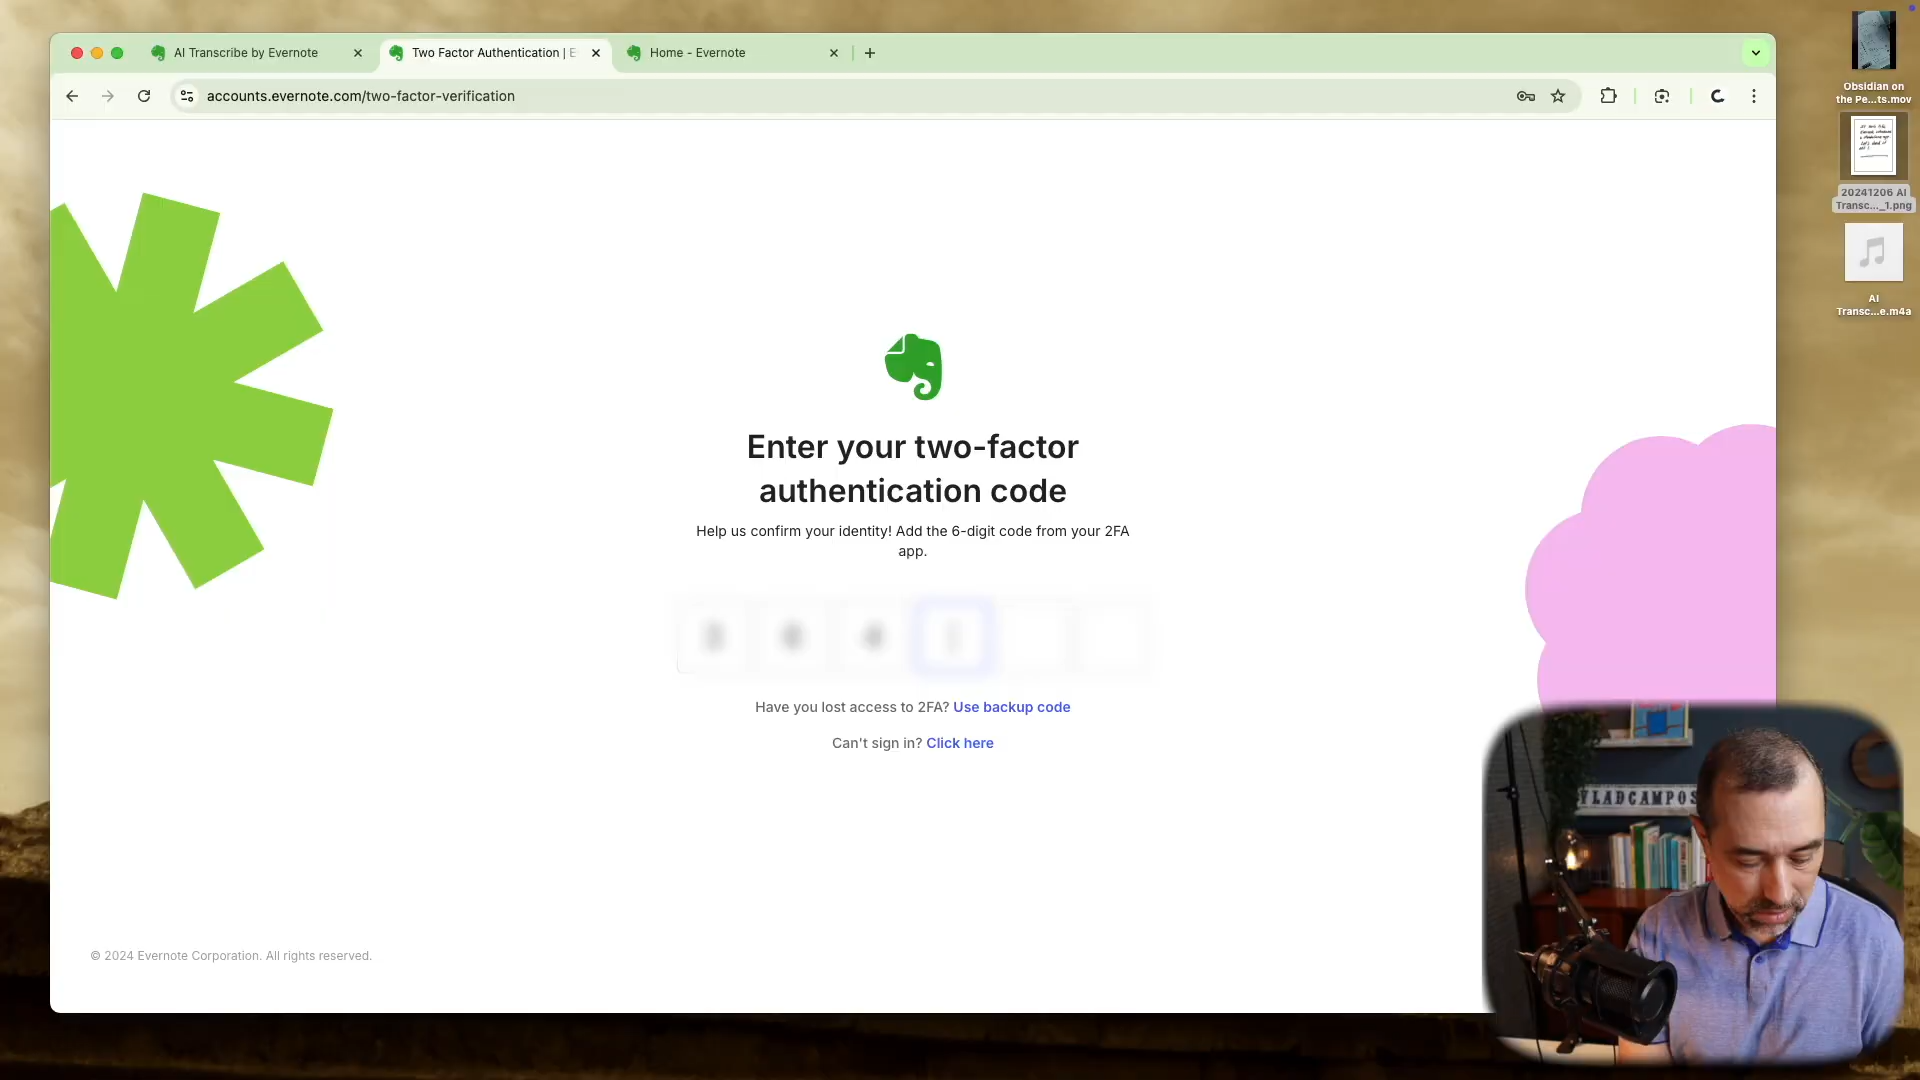 AI Transcribe by Evernote
Two Factor Authentication | E
Home - Evernote
accounts.evernote.com/two-factor-verification
Enter your two-factor
authentication code
Help us confirm your identity! Add the 6-digit code from your 2FA
app.
Have you lost access to 2FA? Use backup code
Can't sign in? Click here
© 2024 Evernote Corporation. All rights reserved.
Obsidian on
the Pe...ts.mov
20241206 AI
Transc..._1.png
AI
Transc...e.m4a
VLADCAMPOS